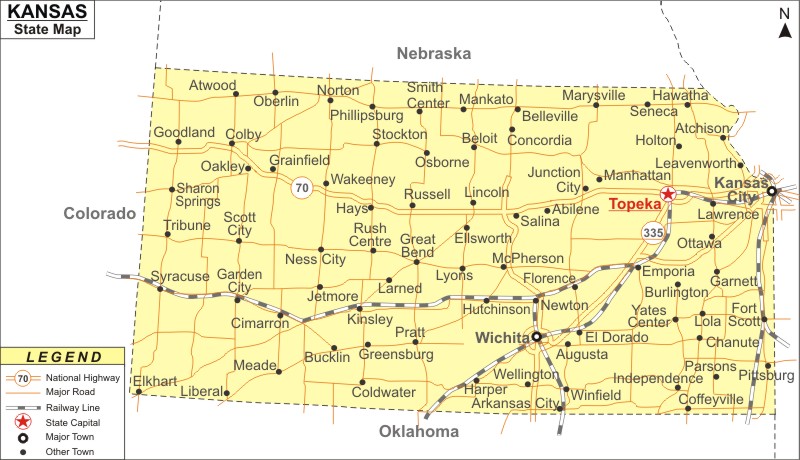 KANSAS
State Map
N
Nebraska
Atwood
Oberlin
Norton
Phillipsburg
Smith
Center
Mankato
Belleville
Marysville
Seneca
Hawatha
Atchison
Goodland
Colby
Stockton
Beloit
Concordia
Holton
Oakley
Grainfield
Osborne
Leavenworth
Sharon
Springs
70
Wakeeney
Russell
Lincoln
Junction
City
Manhattan
Topeka
Kansas
City
Colorado
Hays
Salina
Abilene
Lawrence
Tribune
Scott
City
Rush
Centre
Great
Bend
Ellsworth
335
Ottawa
Ness City
McPherson
Syracuse
Garden
City
Jetmore
Larned
Lyons
Florence
Emporia
Garnett
Burlington
Cimarron
Kinsley
Hutchinson
Newton
Yates
Center
Lola
Fort
Scott
Pratt
Wichita
El Dorado
Chanute
Bucklin
Greensburg
Augusta
Meade
Parsons
Pittsburg
Elkhart
Liberal
Coldwater
Harper
Wellington
Independence
Arkansas City
Winfield
Coffeyville
Oklahoma
LEGEND
70 National Highway
Major Road
Railway Line
State Capital
Major Town
Other Town